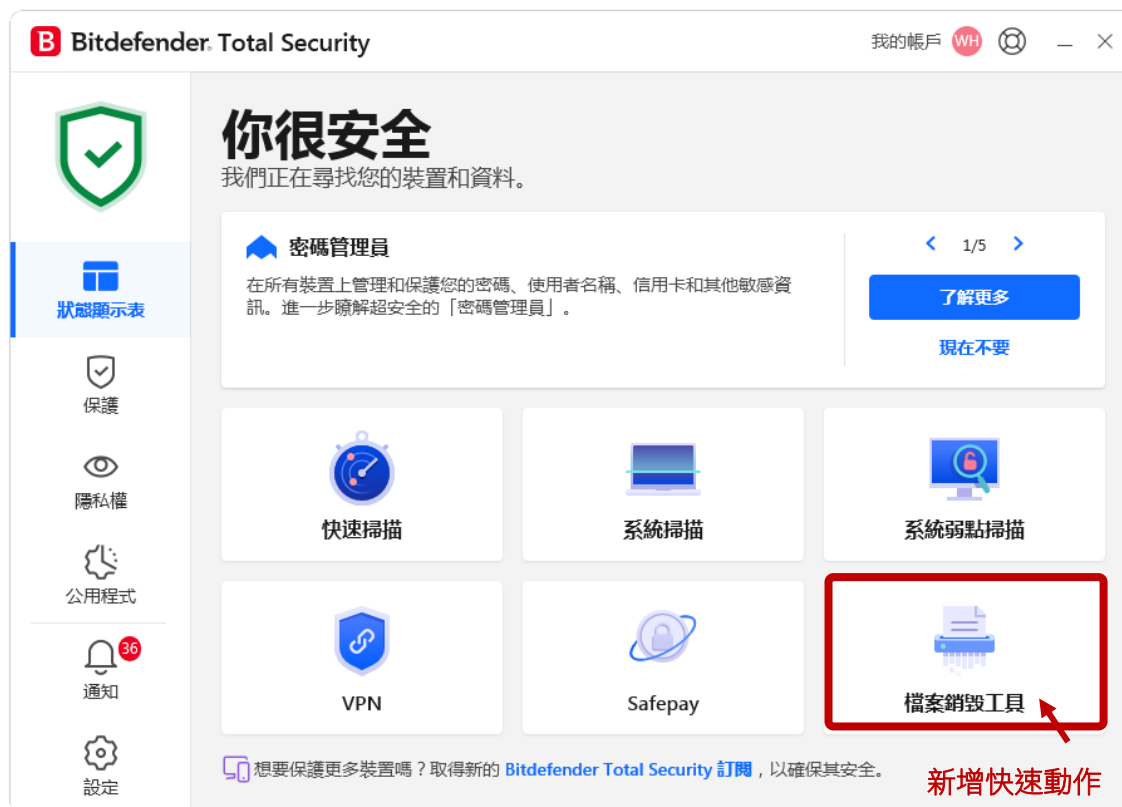 B Bitdefender. Total Security
我的帳戶 WH
你很安全
我們正在尋找您的裝置和資料。
狀態顯示表
保護
隱私權
公用程式
36
通知
設定
密碼管理員
在所有裝置上管理和保護您的密碼、使用者名稱、信用卡和其他敏感資
訊。進一步瞭解超安全的「密碼管理員」。
1/5
了解更多
現在不要
快速掃描
系統掃描
系統弱點掃描
VPN
Safepay
檔案銷毀工具
想要保護更多裝置嗎？取得新的 Bitdefender Total Security 訂閱，以確保其安全。
新增快速動作